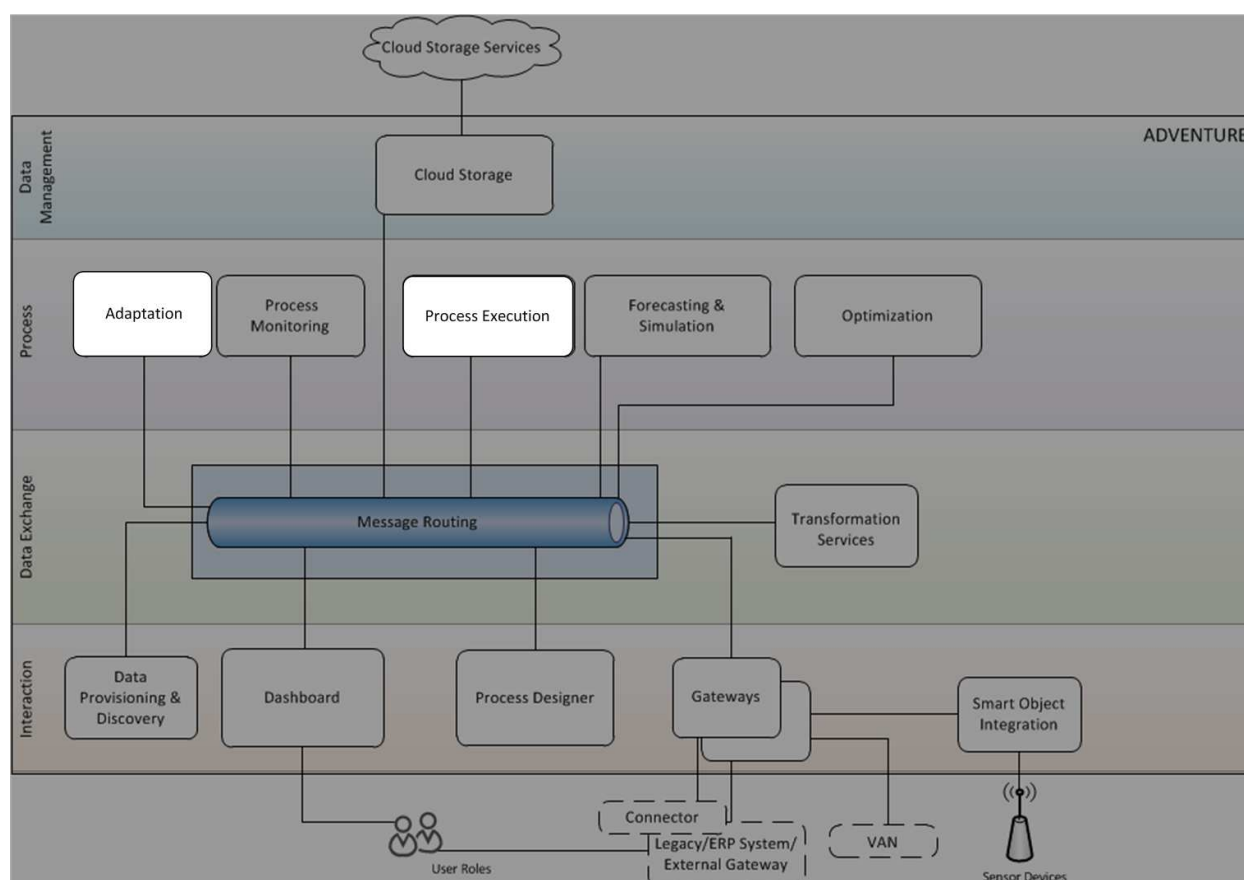 Cloud Storage Services
ADVENTURE
Data
Management
Cloud Storage
Process
Adaptation
Process
Monitoring
Process Execution
Forecasting &
Simulation
Optimization
Data Exchange
Message Routing
Transformation
Services
Interaction
Data
Provisioning &
Discovery
Dashboard
Process Designer
Gateways
Smart Object
Integration
Connector
Legacy/ERP System/
External Gateway
VAN
User Roles
Sensor Devices